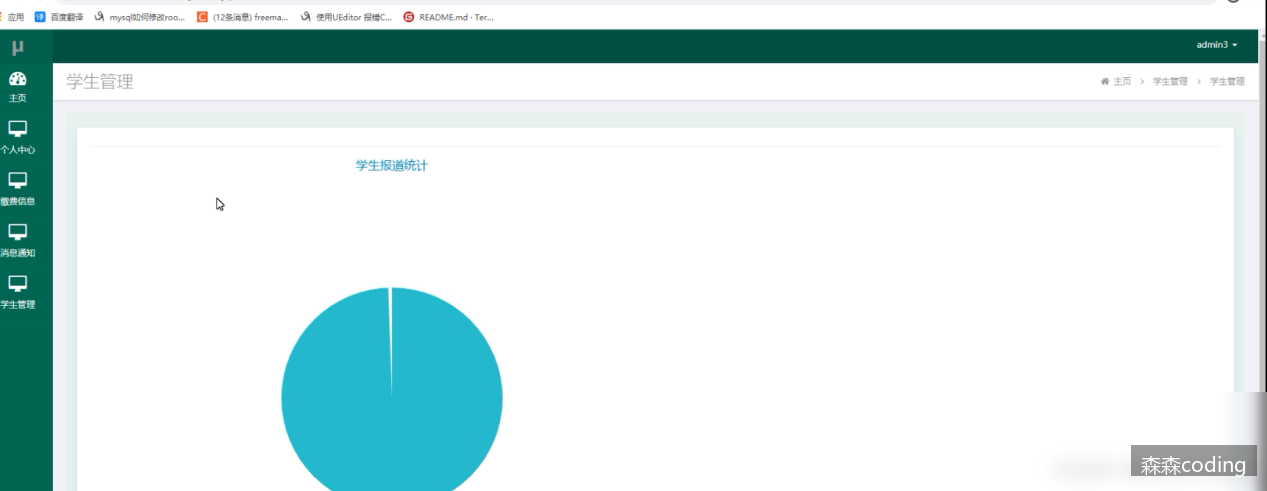 应用 译 百度翻译 mysql如何修改roo... C (12条消息) freema... 使用UEditor 报错C... G README.md · Ter...
μ admin3
学生管理 主页 > 学生管理 > 学生管理
主页
个人中心
缴费信息
消息通知
学生管理
学生报道统计
森森coding